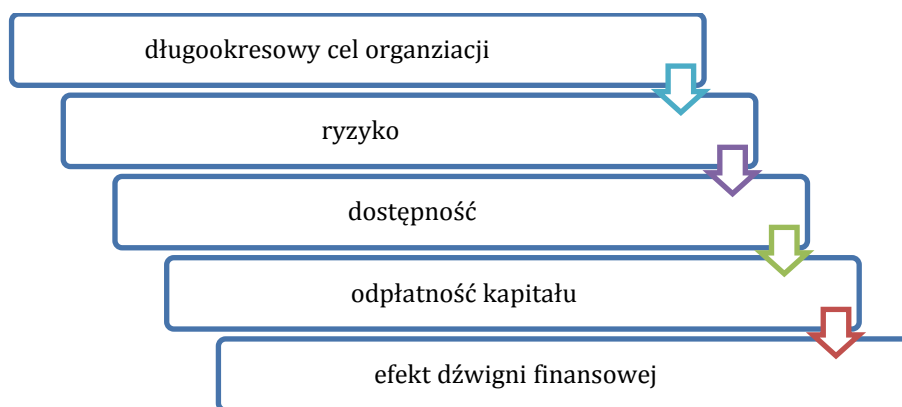 długookresowy cel organziacji
ryzyko
dostępność
odpłatność kapitału
efekt dźwigni finansowej